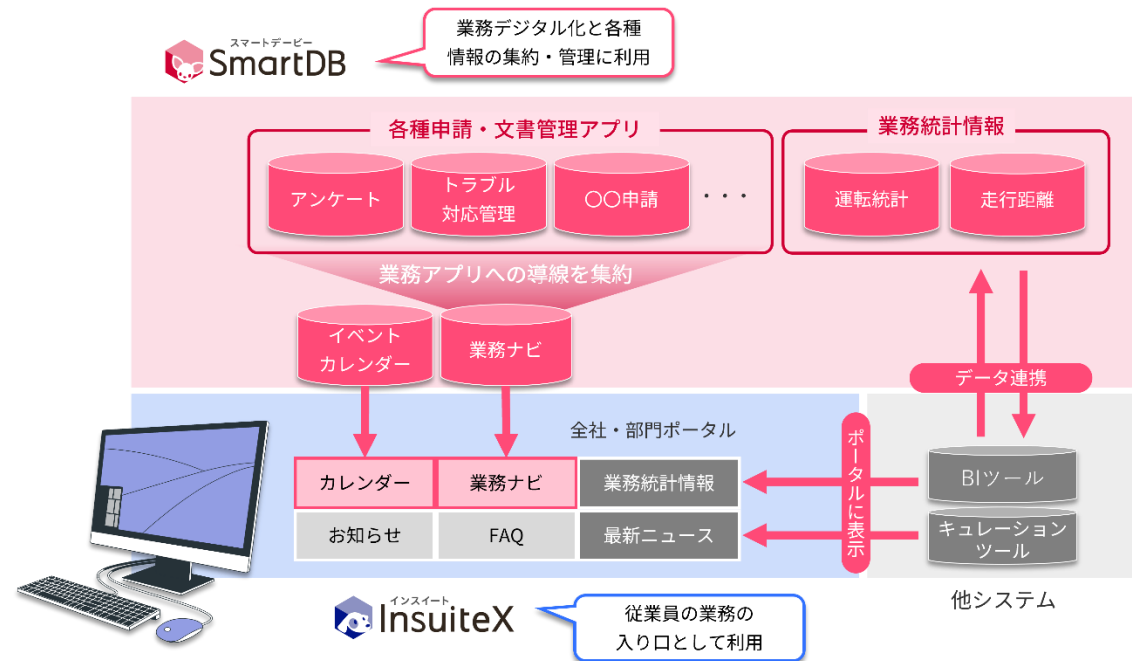 スマートデービー
SmartDB
業務デジタル化と各種
情報の集約・管理に利用
各種申請・文書管理アプリ
アンケート
トラブル
対応管理
〇〇申請
・・・
業務統計情報
運転統計
走行距離
業務アプリへの導線を集約
イベント
カレンダー
業務ナビ
データ連携
全社・部門ポータル
カレンダー
業務ナビ
業務統計情報
お知らせ
FAQ
最新ニュース
ポータルに表示
BIツール
キュレーション
ツール
他システム
インスイート
InsuiteX
従業員の業務の
入り口として利用